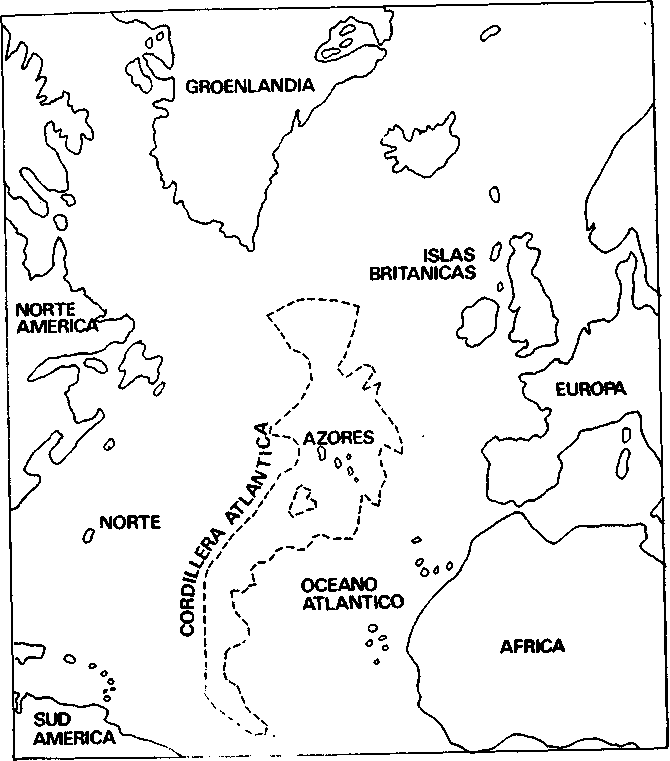 GROENLANDIA
ISLAS
BRITANICAS
NORTE
AMERICA
EUROPA
AZORES
CORDILLERA ATLANTICA
NORTE
OCEANO
ATLANTICO
AFRICA
SUD
AMERICA